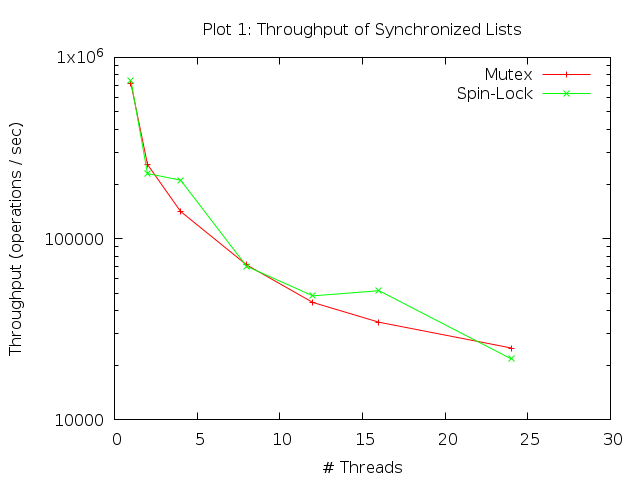 Plot 1: Throughput of Synchronized Lists
1x10^6
Mutex
Spin-Lock
Throughput (operations / sec)
100000
10000
0 5 10 15 20 25 30
# Threads